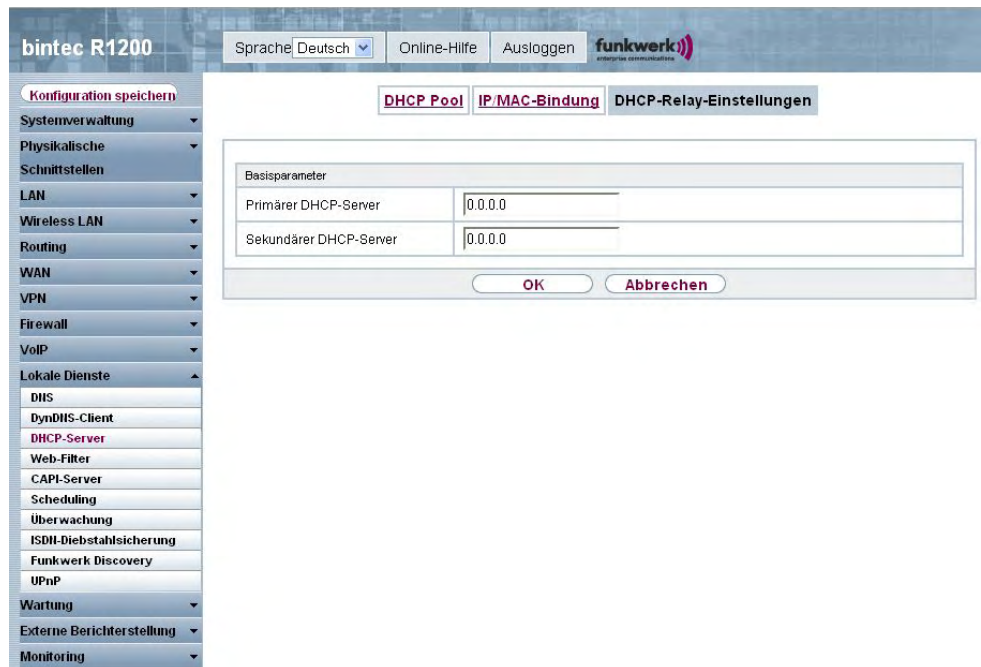 bintec R1200
Sprache Deutsch
Online-Hilfe
Ausloggen
funkwerk
enterprise communications
Konfiguration speichern
Systemverwaltung
Physikalische
Schnittstellen
LAN
Wireless LAN
Routing
WAN
VPN
Firewall
VoIP
Lokale Dienste
DNS
DynDNS-Client
DHCP-Server
Web-Filter
CAPI-Server
Scheduling
Überwachung
ISDN-Diebstahlsicherung
Funkwerk Discovery
UPnP
Wartung
Externe Berichterstellung
Monitoring
DHCP Pool
IP/MAC-Bindung
DHCP-Relay-Einstellungen
Basisparameter
Primärer DHCP-Server 0.0.0.0
Sekundärer DHCP-Server 0.0.0.0
OK
Abbrechen